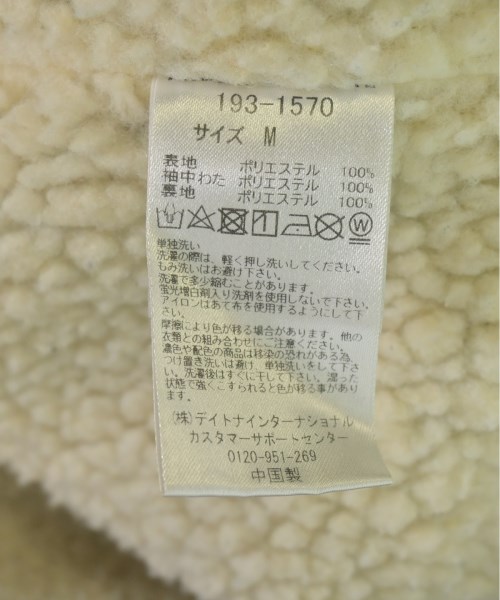 193-1570
サイズ M
表地 ポリエステル 100%
袖中わた ポリエステル 100%
裏地 ポリエステル 100%
単独洗い
洗濯の際は、軽く押し洗いしてください。
もみ洗いはお避け下さい。
洗濯で多少縮むことがあります。
蛍光増白剤入り洗剤を使用しないで下さい。
アイロンはあて布を使用するようにして下
さい。
摩擦により色が移る場合があります。他の
衣類との組み合わせにご注意ください。
濃色や配色の商品は移染の恐れがある為、
つけ置き洗いは避け、単独洗いをして下さ
い。洗濯後はすぐに干して下さい。湿った
状態で強くこすられると色が移る事があり
ます。
(株)デイトナインターナショナル
カスタマーサポートセンター
0120-951-269
中国製